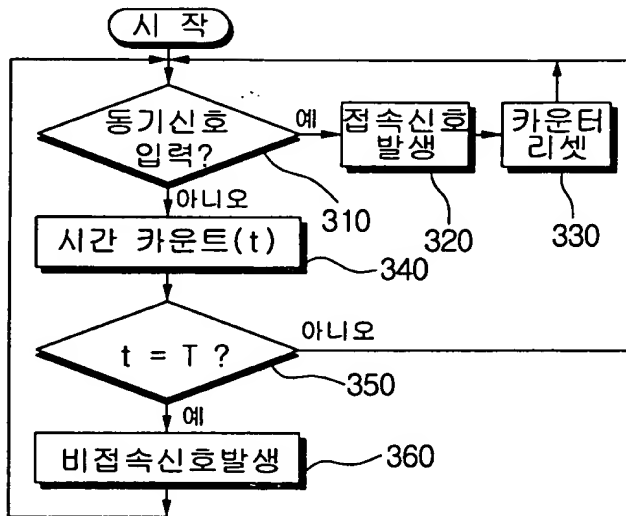 시 작
동기신호
입력?
310
예
접속신호
발생
320
카운터
리셋
330
아니오
시간 카운트(t)
340
t = T ?
350
아니오
예
비접속신호발생
360